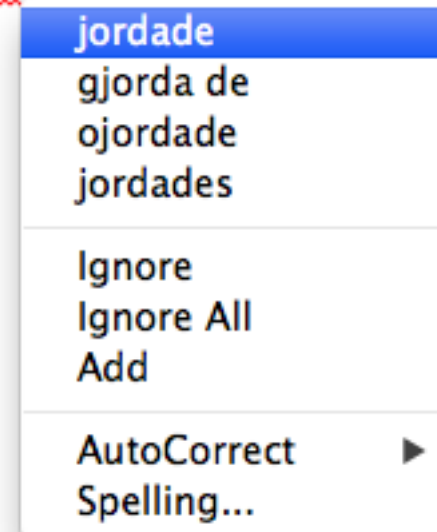 jordade
gjorda de
ojordade
jordades
Ignore
Ignore All
Add
AutoCorrect
Spelling...